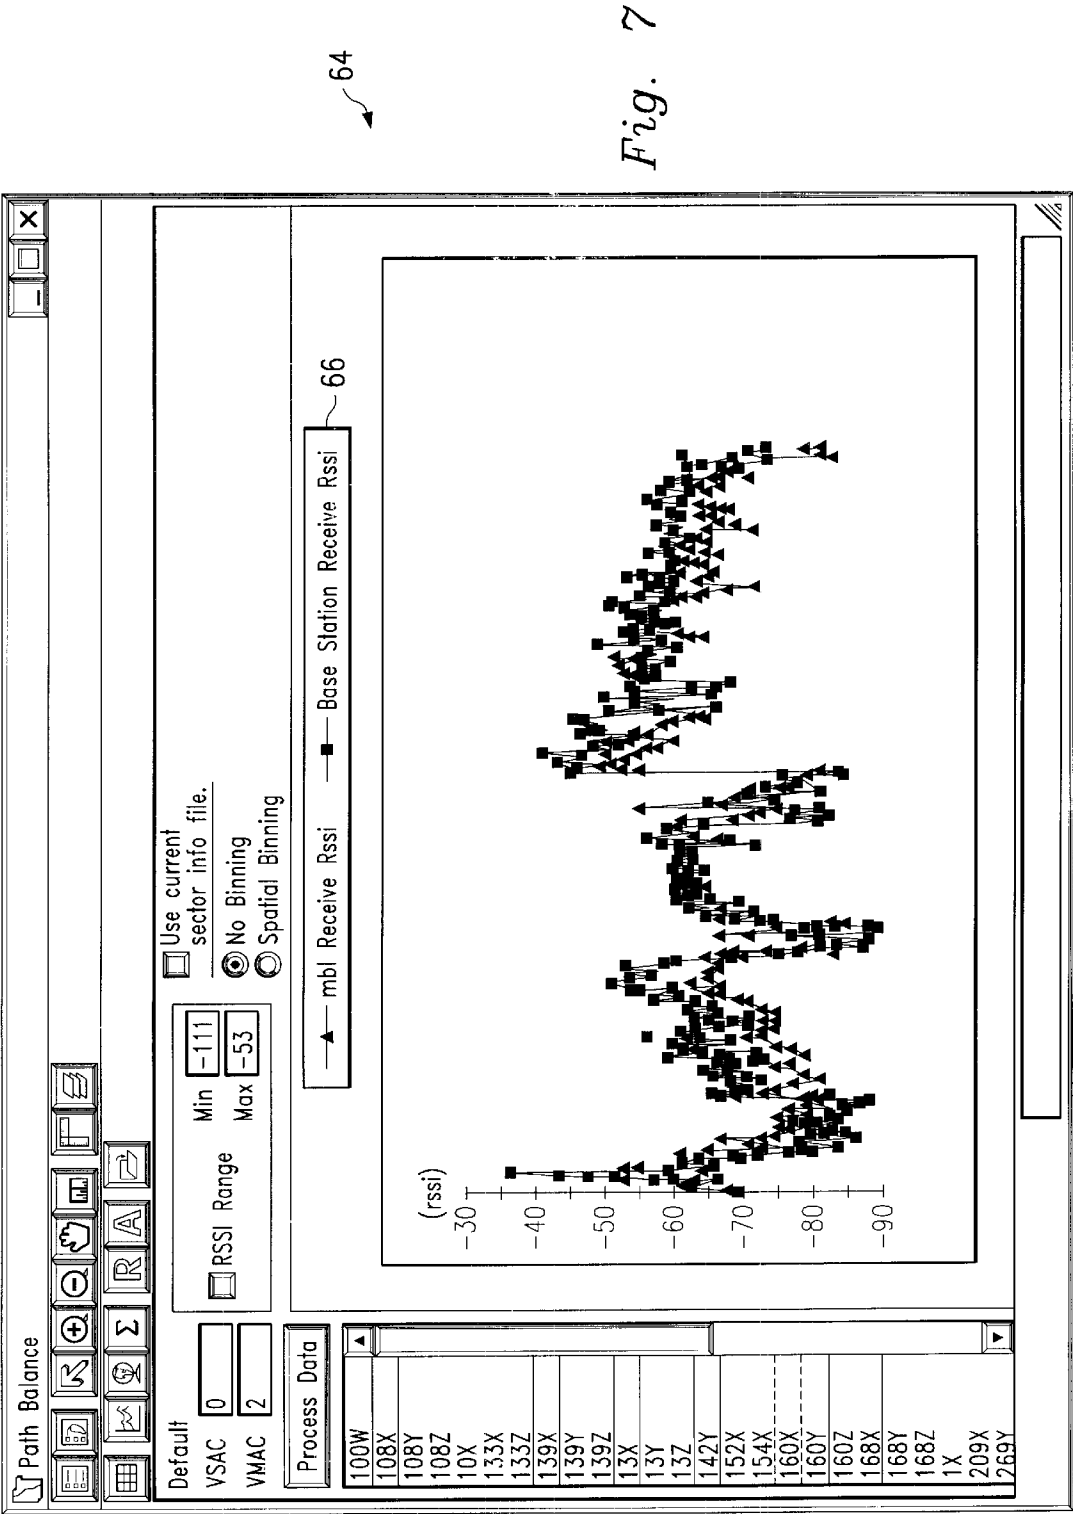 Path Balance
R A
Σ
Default
VSAC 0
VMAC 2
RSSI Range
Min -111
Max -53
Use current
sector info file.
No Binning
Spatial Binning
Process Data
100W
108X
108Y
108Z
10X
133X
133Z
139X
139Y
139Z
13X
13Y
13Z
142Y
152X
154X
160X
160Y
160Z
168X
168Y
168Z
1X
209X
269Y
mbl Receive Rssi
Base Station Receive Rssi
66
(rssi)
-30
-40
-50
-60
-70
-80
-90
64
Fig. 7